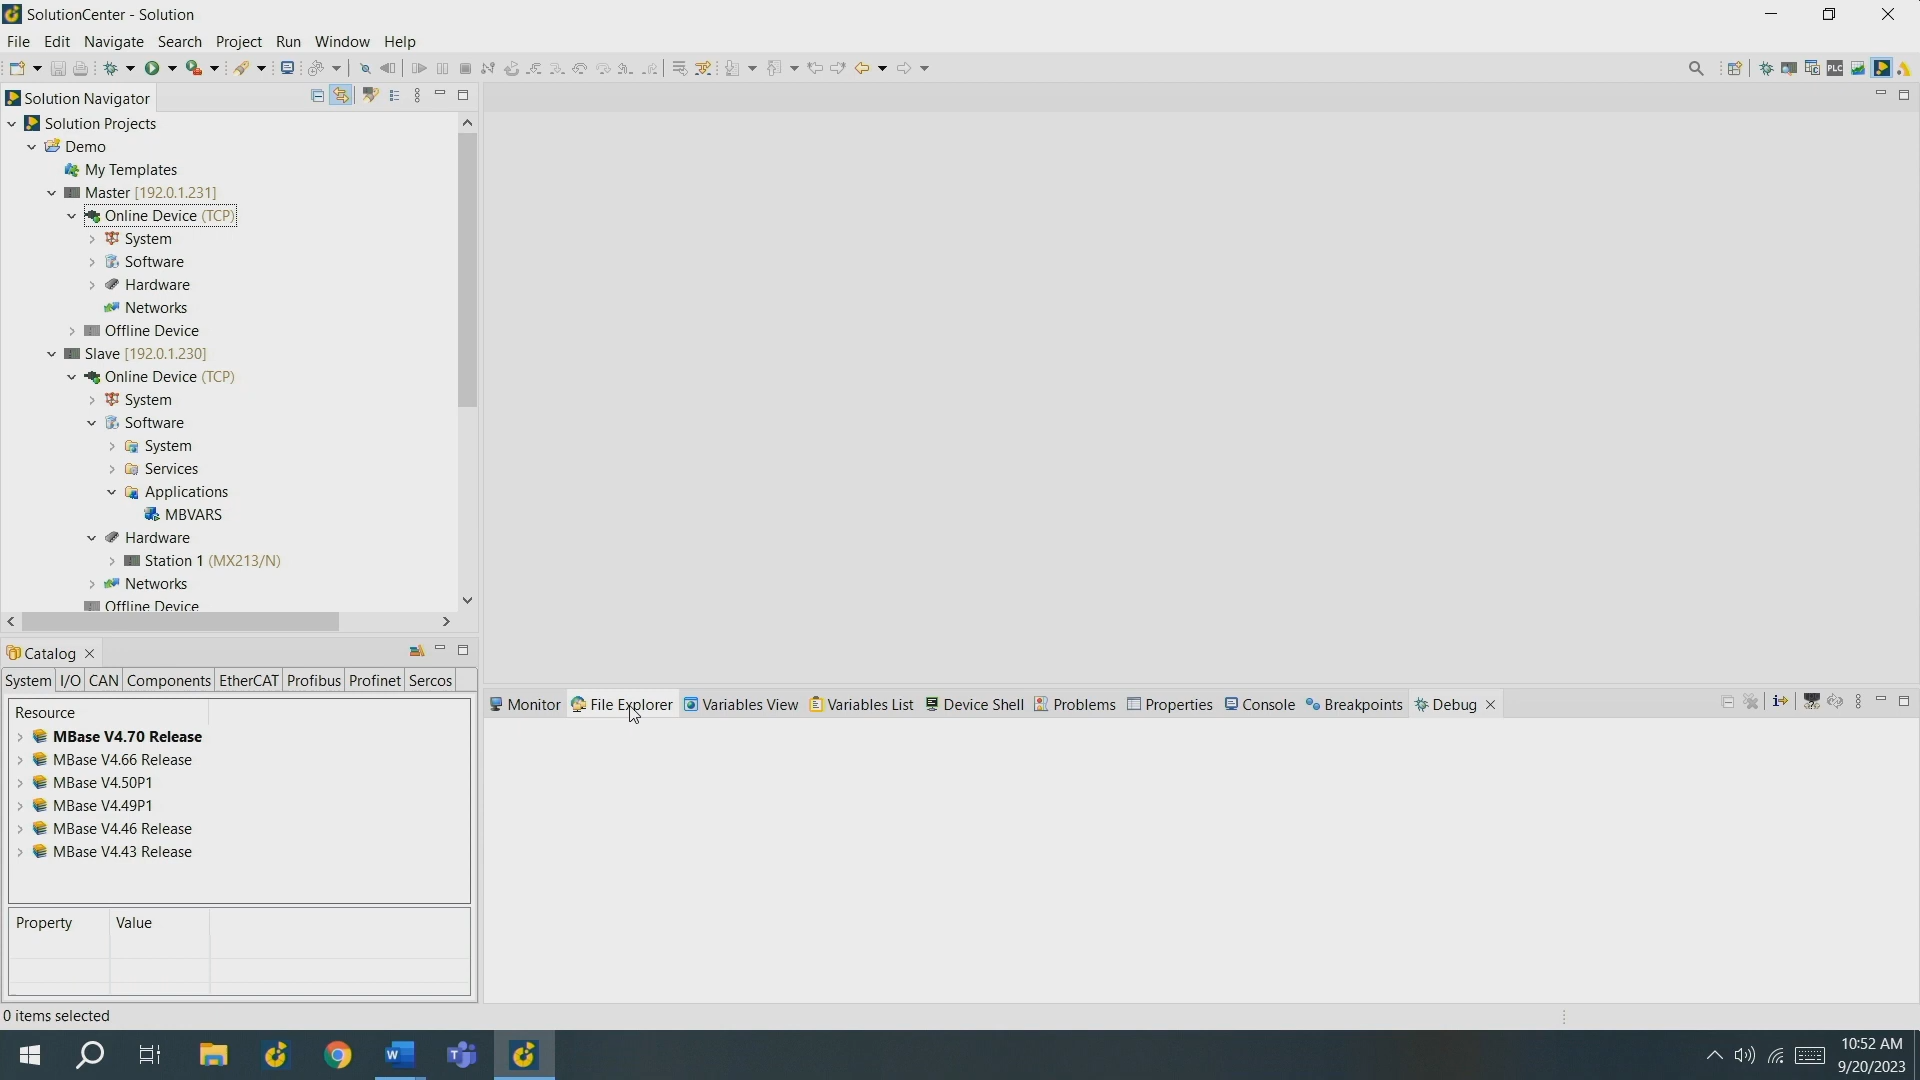 SolutionCenter - Solution
File Edit Navigate Search Project Run Window Help
Solution Navigator
Solution Projects
Demo
My Templates
Master [192.0.1.231]
Online Device (TCP)
System
Software
Hardware
Networks
Offline Device
Slave [192.0.1.230]
Online Device (TCP)
System
Software
System
Services
Applications
MBVARS
Hardware
Station 1 (MX213/N)
Networks
Offline Device
Catalog
System I/O CAN Components EtherCAT Profibus Profinet Sercos
Resource
MBase V4.70 Release
MBase V4.66 Release
MBase V4.50P1
MBase V4.49P1
MBase V4.46 Release
MBase V4.43 Release
Property Value
Monitor File Explorer Variables View Variables List Device Shell Problems Properties Console Breakpoints Debug
0 items selected
10:52 AM
9/20/2023